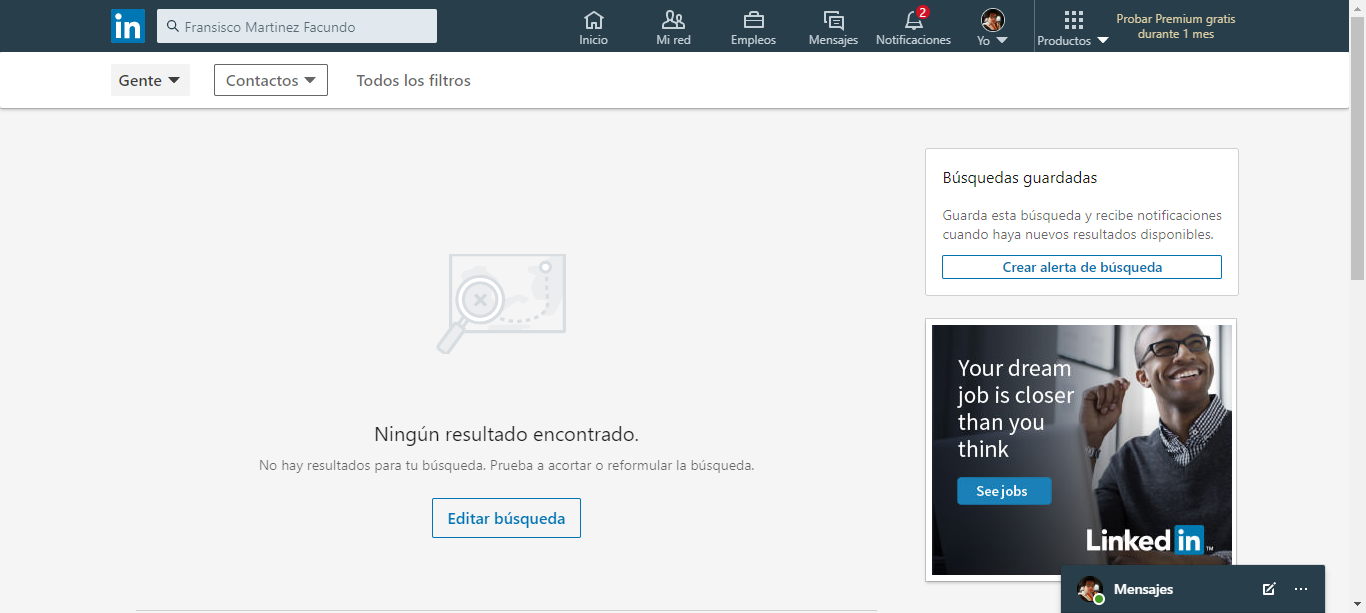 in
Fransisco Martinez Facundo
Inicio
Mi red
Empleos
Mensajes
2
Notificaciones
Yo
Productos
Probar Premium gratis
durante 1 mes
Gente
Contactos
Todos los filtros
Ningún resultado encontrado.
No hay resultados para tu búsqueda. Prueba a acortar o reformular la búsqueda.
Editar búsqueda
Búsquedas guardadas
Guarda esta búsqueda y recibe notificaciones
cuando haya nuevos resultados disponibles.
Crear alerta de búsqueda
Your dream
job is closer
than you
think
See jobs
Linked in ™
Mensajes